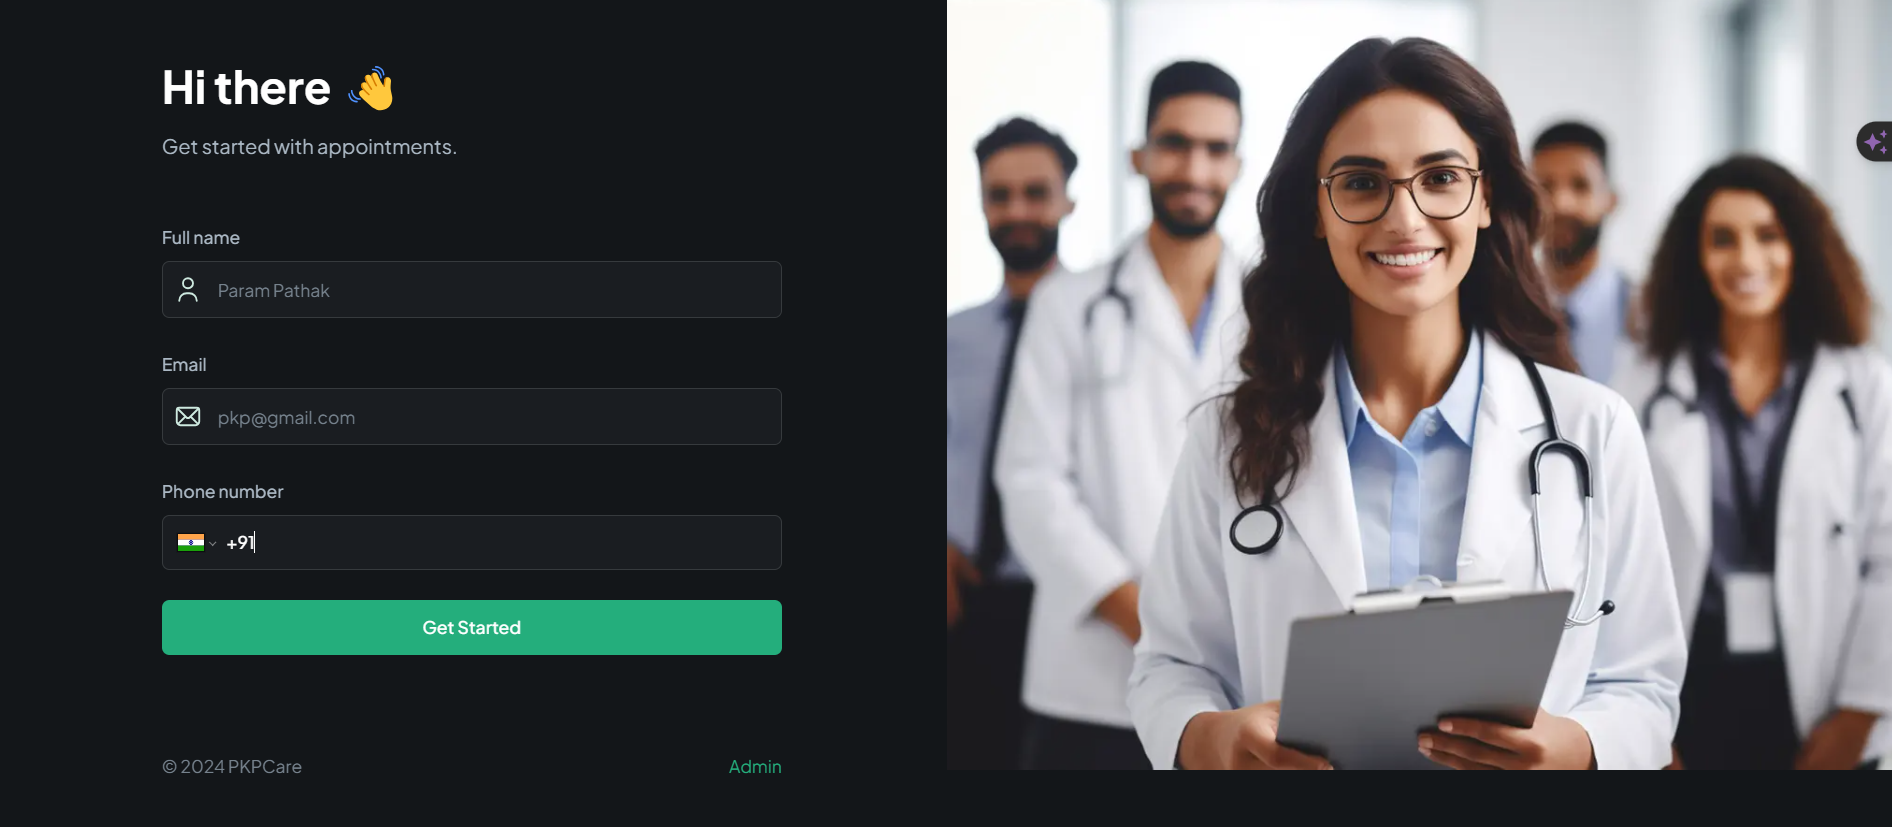 Hi there 👋
Get started with appointments.
Full name
Param Pathak
Email
pkp@gmail.com
Phone number
+91
Get Started
© 2024 PKPCare
Admin